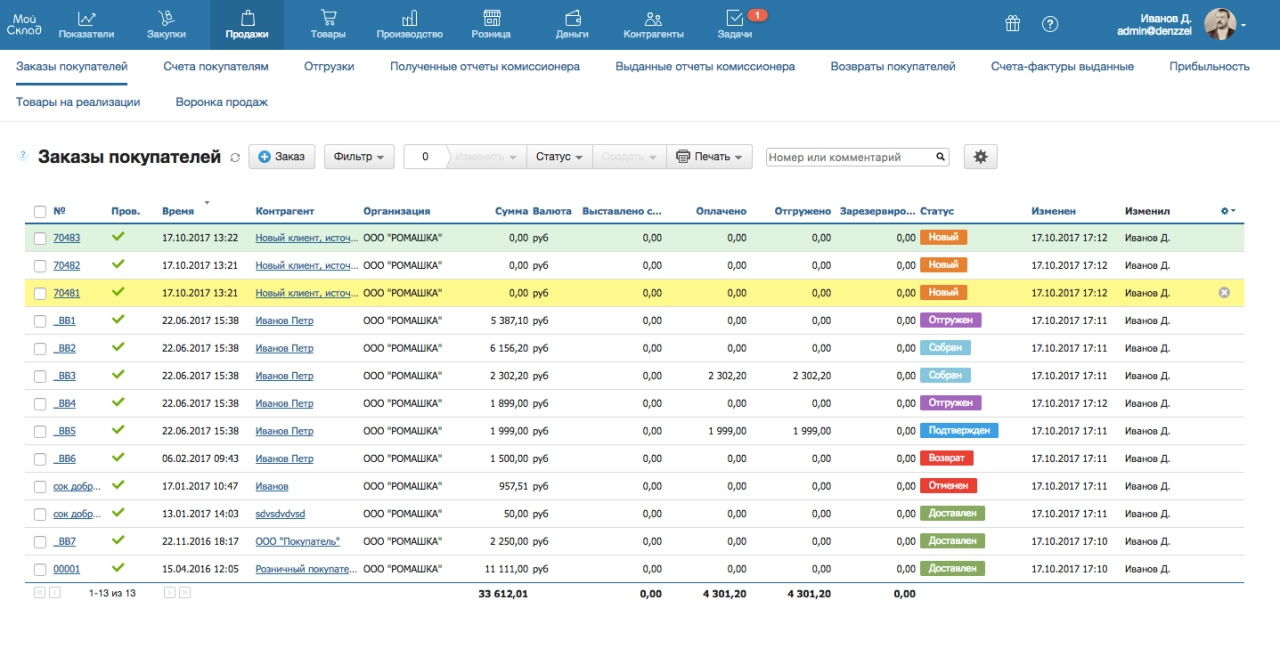 Мой Склад Показатели Закупки Продажи Товары Производство Розница Деньги Контрагенты Задачи 1 ? Иванов Д. admin@denzzel
Заказы покупателей Счета покупателям Отгрузки Полученные отчеты комиссионера Выданные отчеты комиссионера Возвраты покупателей Счета-фактуры выданные Прибыльность
Товары на реализации Воронка продаж
? Заказы покупателей Заказ Фильтр 0 Изменить Статус Создать Печать Номер или комментарий
№ Пров. Время Контрагент Организация Сумма Валюта Выставлено с... Оплачено Отгружено Зарезервиро... Статус Изменен Изменил
70483 17.10.2017 13:22 Новый клиент, источ... ООО "РОМАШКА" 0,00 руб 0,00 0,00 0,00 0,00 Новый 17.10.2017 17:12 Иванов Д.
70482 17.10.2017 13:21 Новый клиент, источ... ООО "РОМАШКА" 0,00 руб 0,00 0,00 0,00 0,00 Новый 17.10.2017 17:12 Иванов Д.
70481 17.10.2017 13:21 Новый клиент, источ... ООО "РОМАШКА" 0,00 руб 0,00 0,00 0,00 0,00 Новый 17.10.2017 17:12 Иванов Д.
_BB1 22.06.2017 15:38 Иванов Петр ООО "РОМАШКА" 5 387,10 руб 0,00 0,00 0,00 0,00 Отгружен 17.10.2017 17:11 Иванов Д.
_BB2 22.06.2017 15:38 Иванов Петр ООО "РОМАШКА" 6 156,20 руб 0,00 0,00 0,00 0,00 Собран 17.10.2017 17:11 Иванов Д.
_BB3 22.06.2017 15:38 Иванов Петр ООО "РОМАШКА" 2 302,20 руб 0,00 2 302,20 2 302,20 0,00 Собран 17.10.2017 17:11 Иванов Д.
_BB4 22.06.2017 15:38 Иванов Петр ООО "РОМАШКА" 1 899,00 руб 0,00 0,00 0,00 0,00 Отгружен 17.10.2017 17:12 Иванов Д.
_BB5 22.06.2017 15:38 Иванов Петр ООО "РОМАШКА" 1 999,00 руб 0,00 1 999,00 1 999,00 0,00 Подтвержден 17.10.2017 17:11 Иванов Д.
_BB6 06.02.2017 09:43 Иванов Петр ООО "РОМАШКА" 1 500,00 руб 0,00 0,00 0,00 0,00 Возврат 17.10.2017 17:11 Иванов Д.
сок добр... 17.01.2017 10:47 Иванов ООО "РОМАШКА" 957,51 руб 0,00 0,00 0,00 0,00 Отменен 17.10.2017 17:11 Иванов Д.
сок добр... 13.01.2017 14:03 sdvsdvdvsd ООО "РОМАШКА" 50,00 руб 0,00 0,00 0,00 0,00 Доставлен 17.10.2017 17:11 Иванов Д.
_BB7 22.11.2016 18:17 ООО "Покупатель" ООО "РОМАШКА" 2 250,00 руб 0,00 0,00 0,00 0,00 Доставлен 17.10.2017 17:10 Иванов Д.
00001 15.04.2016 12:05 Розничный покупате... ООО "РОМАШКА" 11 111,00 руб 0,00 0,00 0,00 0,00 Доставлен 17.10.2017 17:10 Иванов Д.
1-13 из 13 33 612,01 0,00 4 301,20 4 301,20 0,00